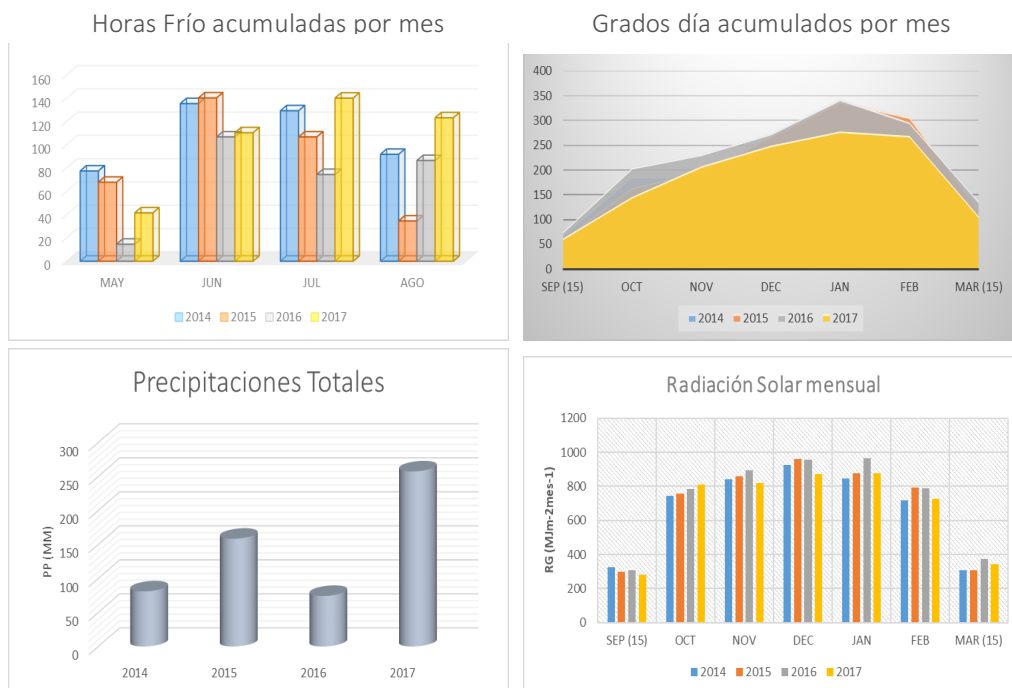 Horas Frío acumuladas por mes
160
140
120
100
80
60
40
20
0
MAY JUN JUL AGO
2014 2015 2016 2017
Grados día acumulados por mes
400
350
300
250
200
150
100
50
0
SEP (15) OCT NOV DEC JAN FEB MAR (15)
2014 2015 2016 2017
Precipitaciones Totales
PP (MM)
300
250
200
150
100
50
0
2014 2015 2016 2017
Radiación Solar mensual
RG (MJm-2mes-1)
1200
1000
800
600
400
200
0
SEP (15) OCT NOV DEC JAN FEB MAR (15)
2014 2015 2016 2017